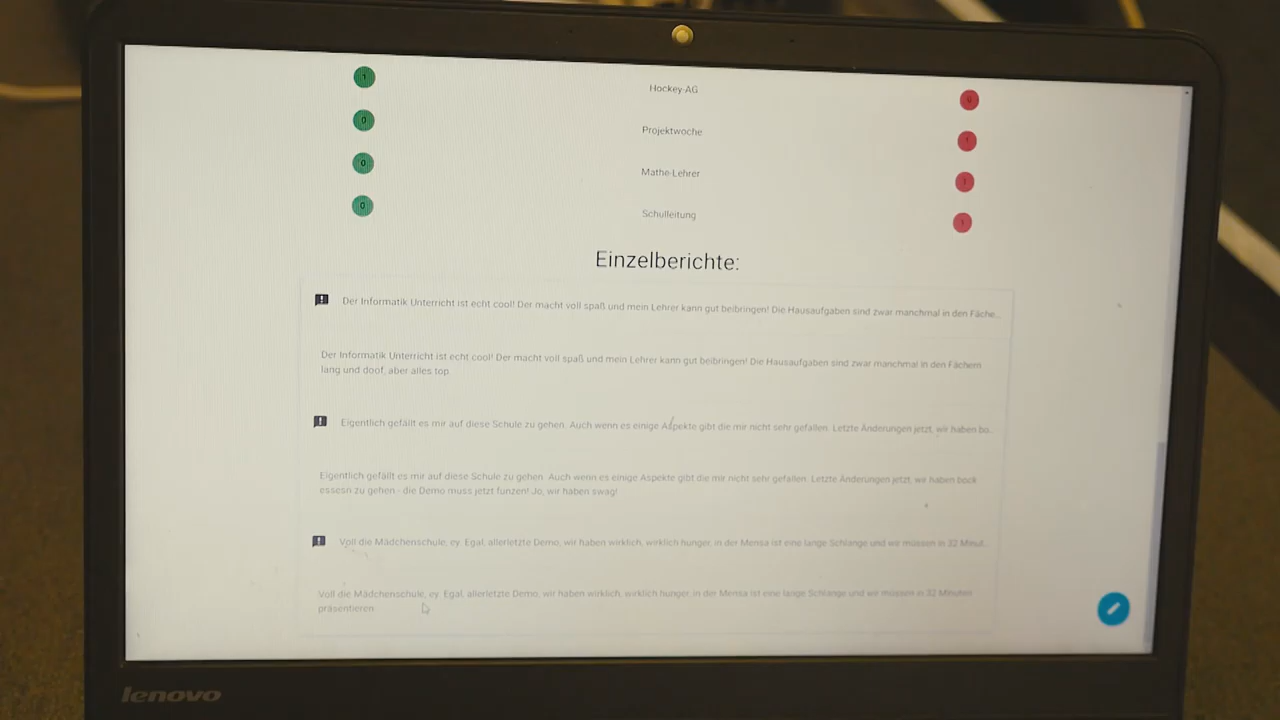 1 Hockey-AG 0
0 Projektwoche 1
0 Mathe-Lehrer 1
0 Schulleitung 1
Einzelberichte:
Der Informatik Unterricht ist echt cool! Der macht voll spaß und mein Lehrer kann gut beibringen! Die Hausaufgaben sind zwar manchmal in den Fäche...
Der Informatik Unterricht ist echt cool! Der macht voll spaß und mein Lehrer kann gut beibringen! Die Hausaufgaben sind zwar manchmal in den Fächern
lang und doof, aber alles top
Eigentlich gefällt es mir auf diese Schule zu gehen. Auch wenn es einige Aspekte gibt die mir nicht sehr gefallen. Letzte Änderungen jetzt, wir haben bo...
Eigentlich gefällt es mir auf diese Schule zu gehen. Auch wenn es einige Aspekte gibt die mir nicht sehr gefallen. Letzte Änderungen jetzt, wir haben bock
essesn zu gehen - die Demo muss jetzt funzen! Jo, wir haben swag!
Voll die Mädchenschule, ey. Egal, allerletzte Demo, wir haben wirklich, wirklich hunger, in der Mensa ist eine lange Schlange und wir müssen in 32 Minut...
Voll die Mädchenschule, ey. Egal, allerletzte Demo, wir haben wirklich, wirklich hunger, in der Mensa ist eine lange Schlange und wir müssen in 32 Minuten
präsentieren
lenovo